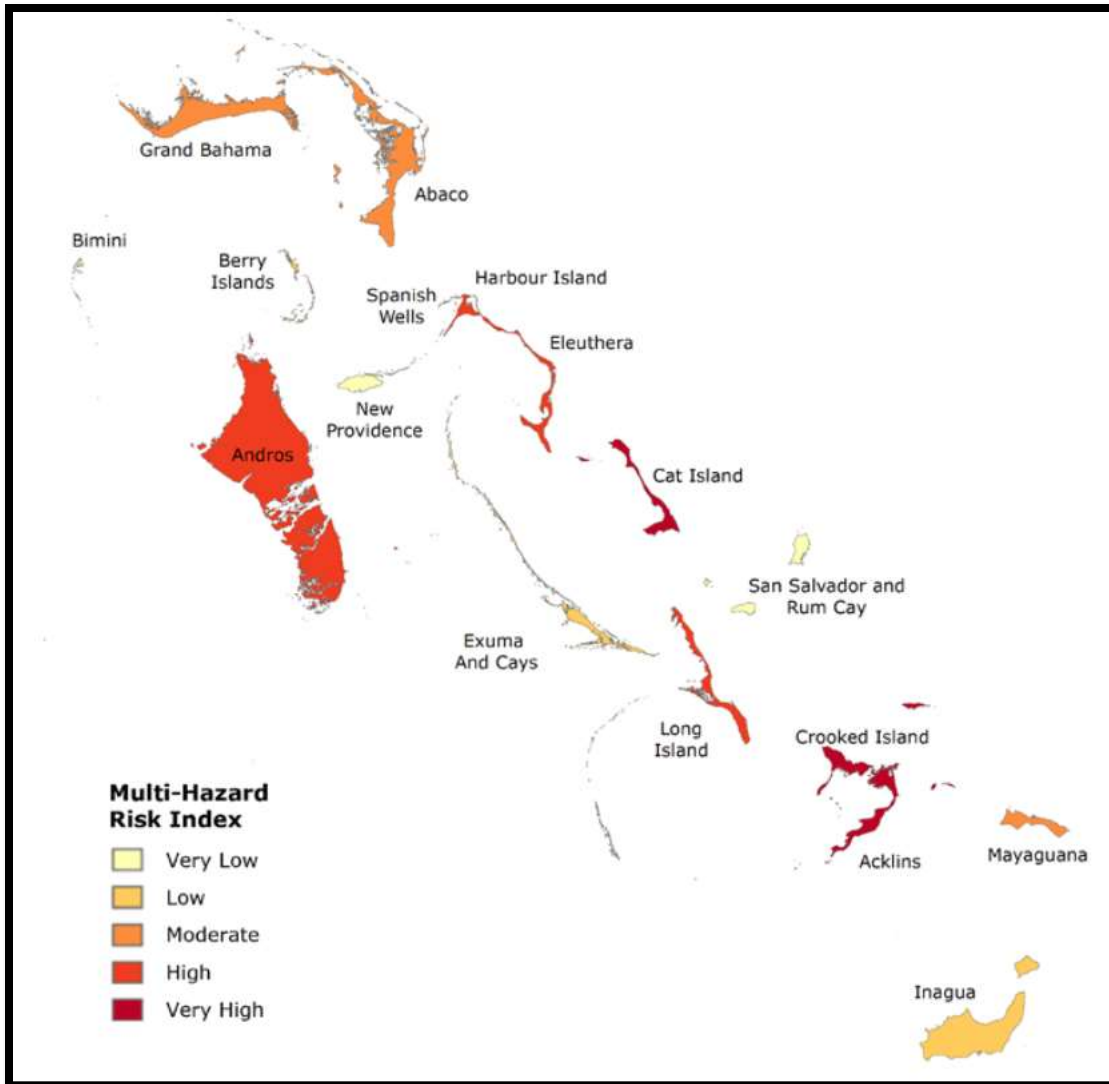 Grand Bahama
Abaco
Bimini
Berry
Islands
Harbour Island
Spanish
Wells
Eleuthera
New
Providence
Andros
Cat Island
San Salvador and
Rum Cay
Exuma
And Cays
Long
Island
Crooked Island
Acklins
Mayaguana
Inagua
Multi-Hazard
Risk Index
Very Low
Low
Moderate
High
Very High